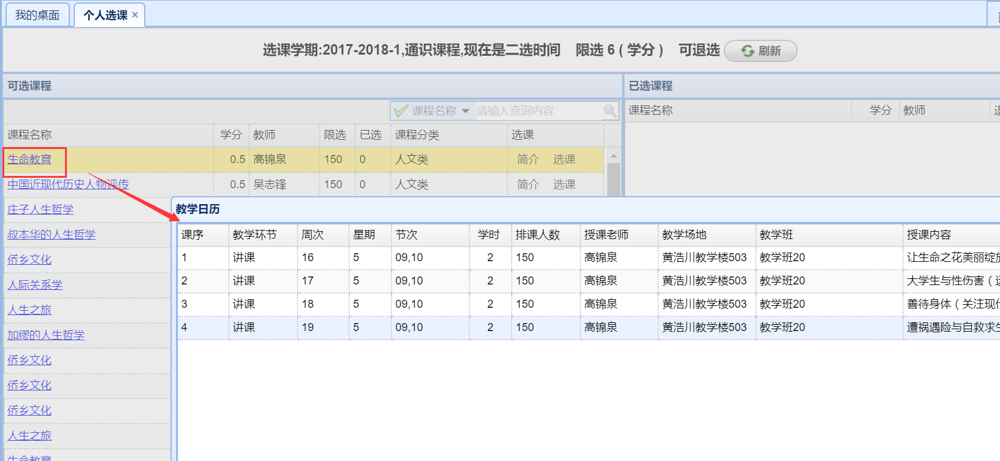 我的桌面 个人选课 ×
选课学期:2017-2018-1,通识课程,现在是二选时间 限选 6 ( 学分 ) 可退选 刷新
可选课程 已选课程
课程名称 请输入查询内容
课程名称 学分 教师
课程名称 学分 教师 限选 已选 课程分类 选课
生命教育 0.5 高锦泉 150 0 人文类 简介 选课
中国近现代历史人物评传 0.5 吴志锋 150 0 人文类 简介 选课
庄子人生哲学
叔本华的人生哲学
侨乡文化
人际关系学
人生之旅
加缪的人生哲学
侨乡文化
侨乡文化
侨乡文化
人生之旅
生命教育
教学日历
课序 教学环节 周次 星期 节次 学时 排课人数 授课老师 教学场地 教学班 授课内容
1 讲课 16 5 09,10 2 150 高锦泉 黄浩川教学楼503 教学班20 让生命之花美丽绽放
2 讲课 17 5 09,10 2 150 高锦泉 黄浩川教学楼503 教学班20 大学生与性伤害（
3 讲课 18 5 09,10 2 150 高锦泉 黄浩川教学楼503 教学班20 善待身体（关注现代
4 讲课 19 5 09,10 2 150 高锦泉 黄浩川教学楼503 教学班20 遭祸遇险与自救求生